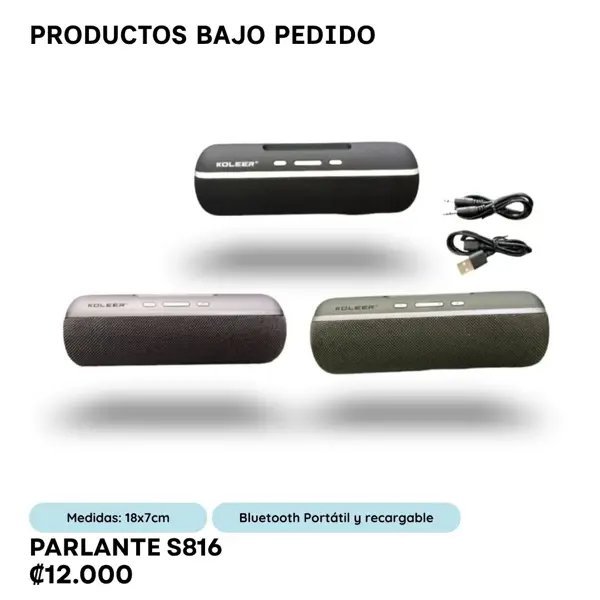 PRODUCTOS BAJO PEDIDO
KOLEER®
KOLEER
KOLEER
Medidas: 18x7cm
Bluetooth Portátil y recargable
PARLANTE S816
₡12.000